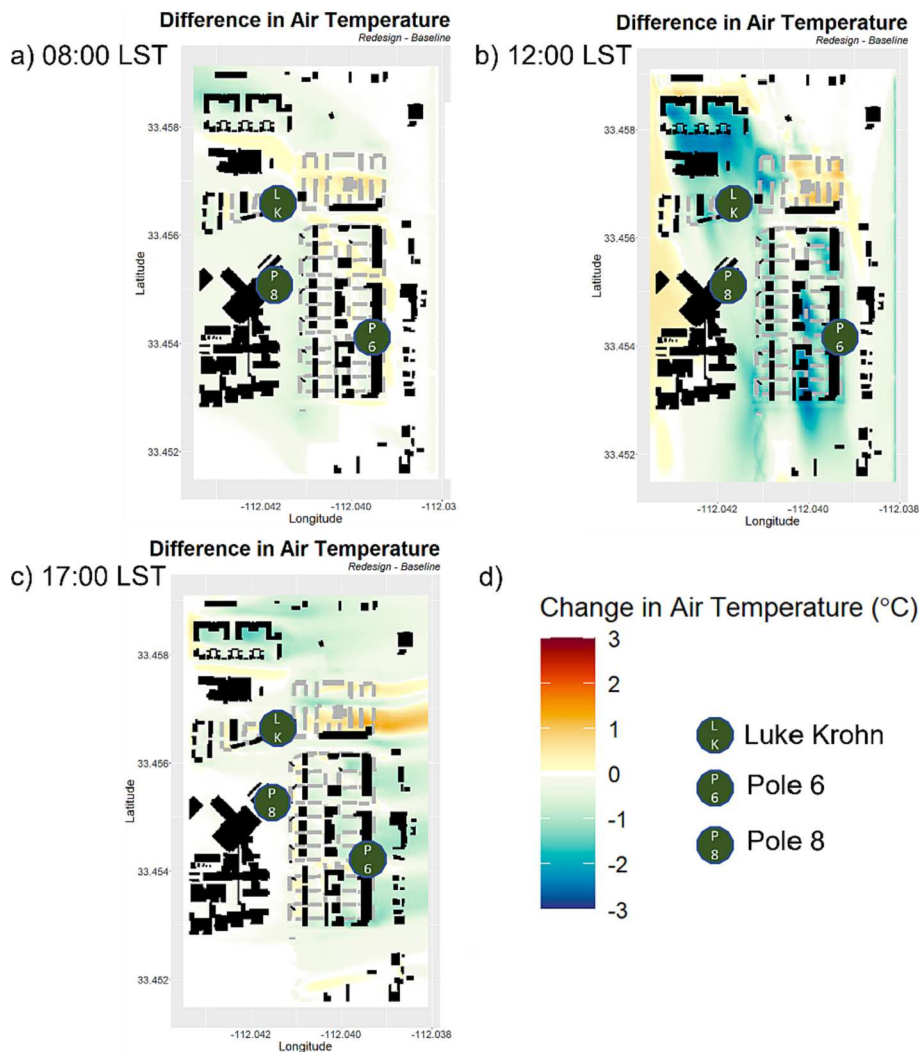 Difference in Air Temperature
Redesign - Baseline
a) 08:00 LST
33.458
33.456
33.454
33.452
Latitude
L
K
P
8
P
6
-112.042
-112.040
-112.03
Longitude
Difference in Air Temperature
Redesign - Baseline
b) 12:00 LST
33.458
33.456
33.454
33.452
Latitude
L
K
P
8
P
6
-112.042
-112.040
-112.038
Longitude
Difference in Air Temperature
Redesign - Baseline
c) 17:00 LST
33.458
33.456
33.454
33.452
Latitude
L
K
P
8
P
6
-112.042
-112.040
-112.038
Longitude
d)
Change in Air Temperature (°C)
3
2
1
0
-1
-2
-3
L
K
Luke Krohn
P
6
Pole 6
P
8
Pole 8